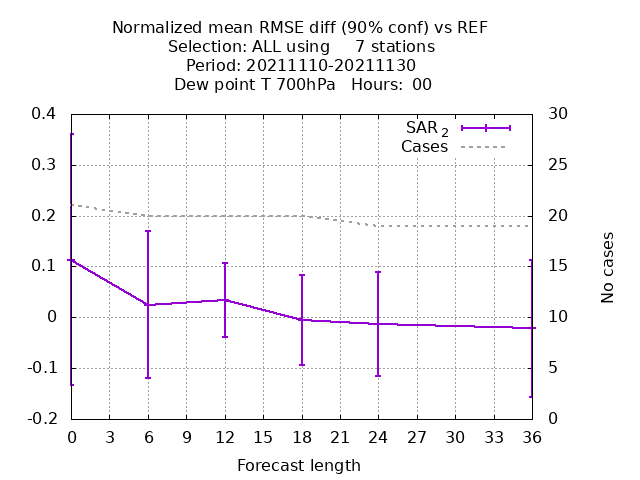 Normalized mean RMSE diff (90% conf) vs REF
Selection: ALL using     7 stations
Period: 20211110-20211130
Dew point T 700hPa   Hours: 00
0.4
0.3
0.2
0.1
0
-0.1
-0.2
30
25
20
15
10
5
0
SAR 2
Cases
No cases
0 3 6 9 12 15 18 21 24 27 30 33 36
Forecast length